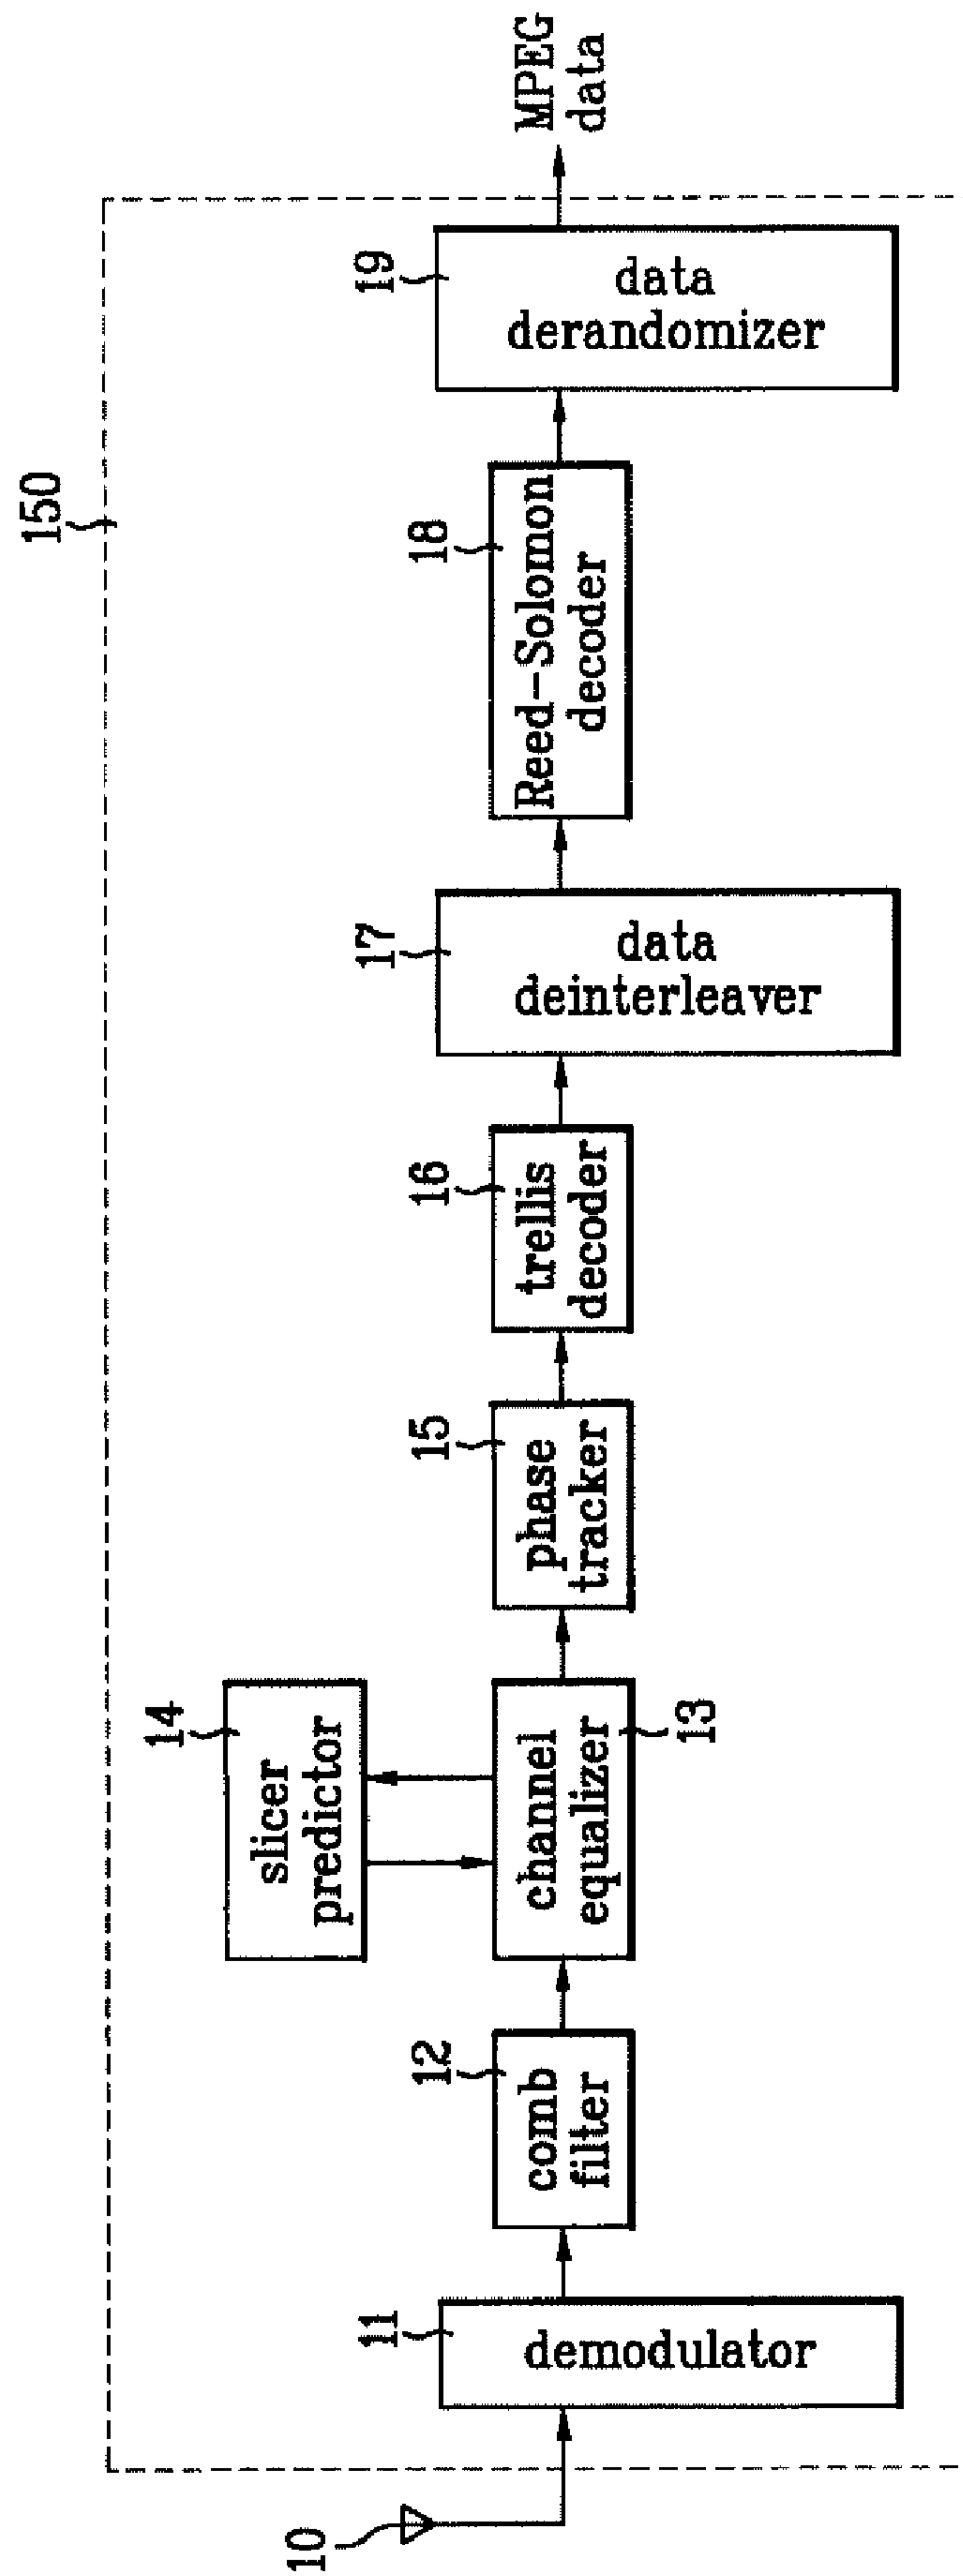 150
10
11
demodulator
12
comb
filter
14
slicer
predictor
channel
equalizer
13
15
phase
tracker
16
trellis
decoder
17
data
deinterleaver
18
Reed-Solomon
decoder
19
data
derandomizer
MPEG
data